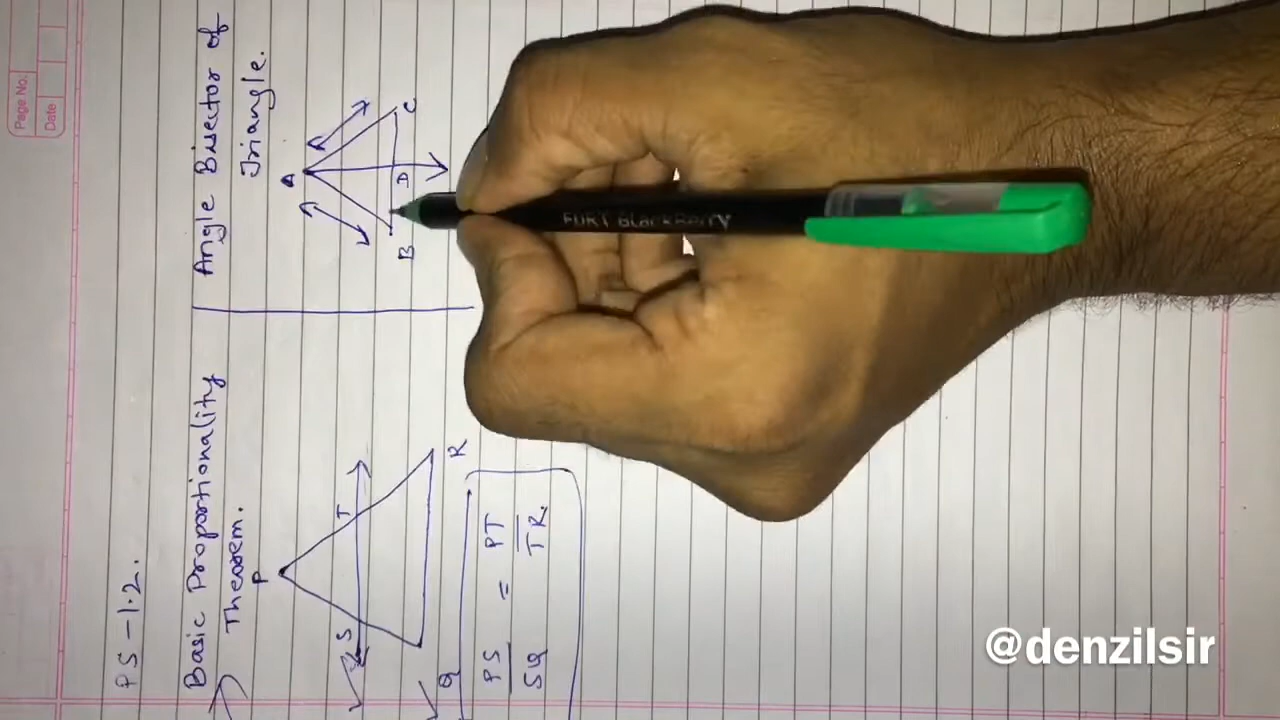 Page No.
Date
PS-1.2.
Basic Proportionality
Theorem.
P
S
T
Q
R
PS = PT
SQ TR
Angle Bisector of
Triangle.
A
B
D
C
FORT BlackBerry
@denzilsir